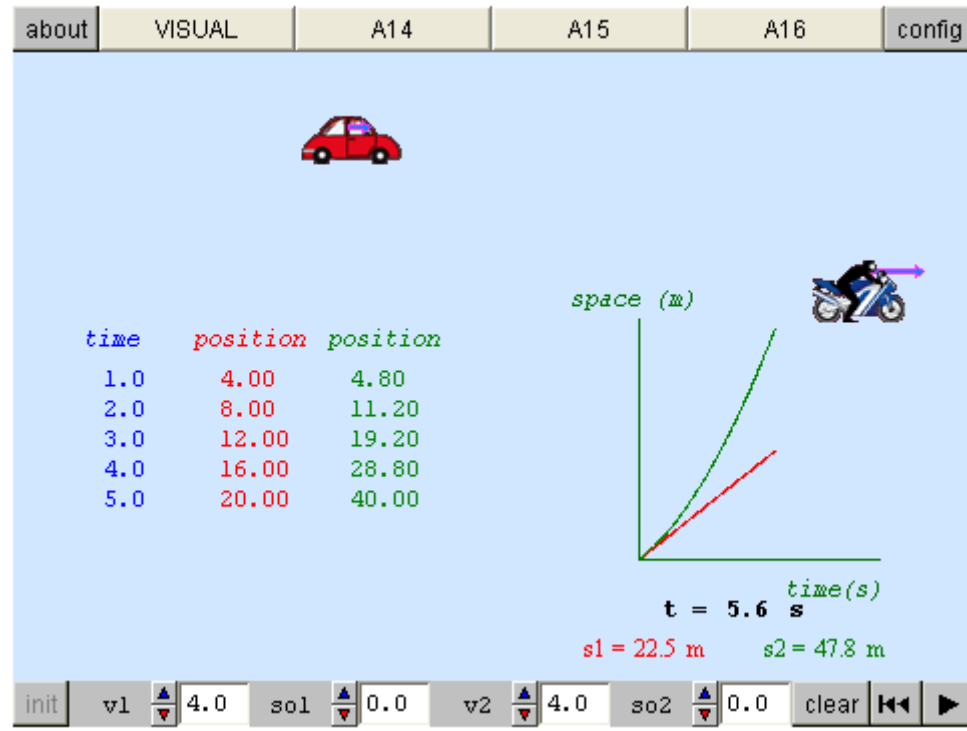 about VISUAL A14 A15 A16 config
space (m)
time position position
1.0 4.00 4.80
2.0 8.00 11.20
3.0 12.00 19.20
4.0 16.00 28.80
5.0 20.00 40.00
time(s)
t = 5.6 s
s1 = 22.5 m s2 = 47.8 m
init v1 4.0 so1 0.0 v2 4.0 so2 0.0 clear